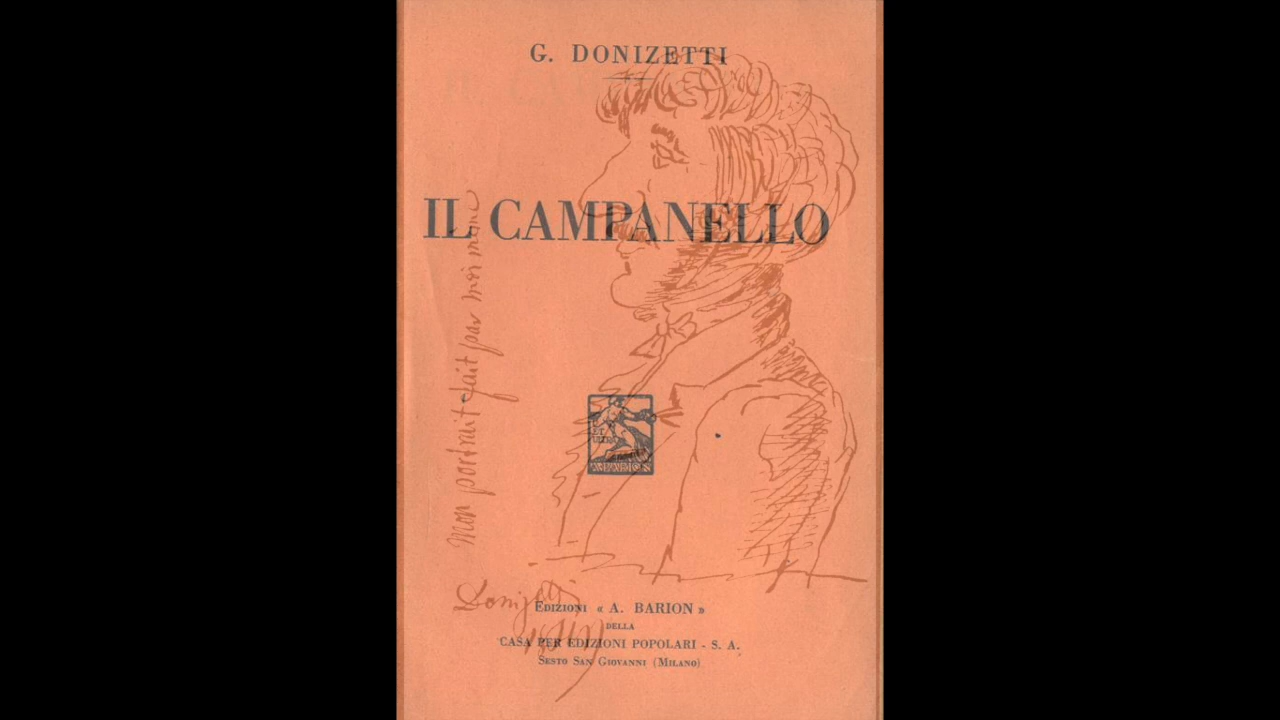 G. DONIZETTI
IL CAMPANELLO
Mon portrait fait par moi même
Donizetti
EDIZIONI « A. BARION »
DELLA
CASA PER EDIZIONI POPOLARI - S. A.
SESTO SAN GIOVANNI (MILANO)